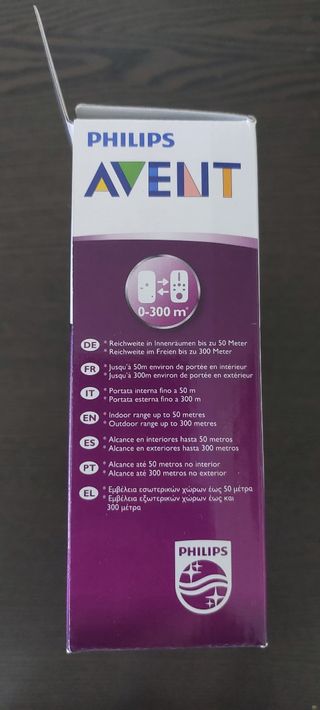 PHILIPS
AVENT
0-300 m*
DE * Reichweite in Innenräumen bis zu 50 Meter
* Reichweite im Freien bis zu 300 Meter
FR * Jusqu'à 50m environ de portée en intérieur
* Jusqu'à 300m environ de portée en extérieur
IT * Portata interna fino a 50 m
* Portata esterna fino a 300 m
EN * Indoor range up to 50 metres
* Outdoor range up to 300 metres
ES * Alcance en interiores hasta 50 metros
* Alcance en exteriores hasta 300 metros
PT * Alcance até 50 metros no interior
* Alcance até 300 metros no exterior
EL * Εμβέλεια εσωτερικών χώρων έως 50 μέτρα
* Εμβέλεια εξωτερικών χώρων έως και
300 μέτρα
PHILIPS